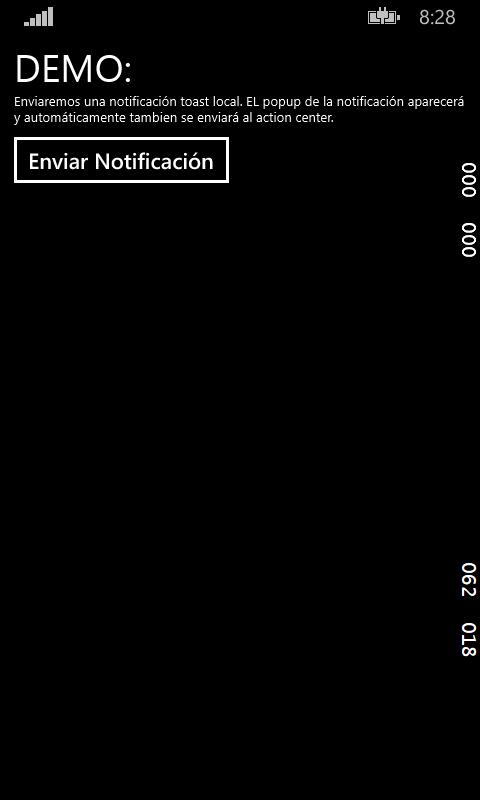 8:28
DEMO:
Enviaremos una notificación toast local. EL popup de la notificación aparecerá
y automáticamente tambien se enviará al action center.
Enviar Notificación
000
000
062
018